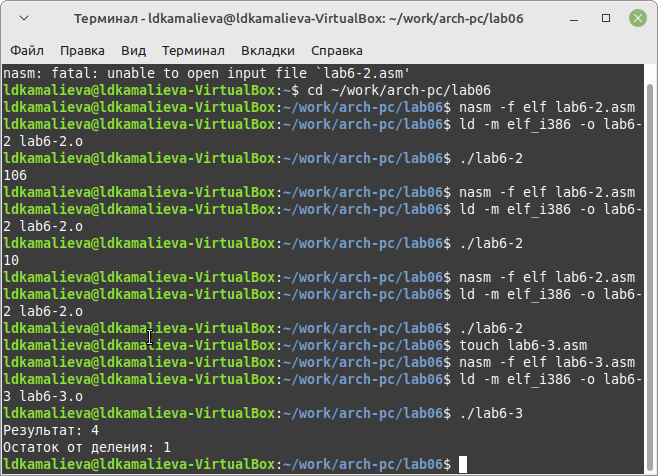 Терминал - ldkamalieva@ldkamalieva-VirtualBox: ~/work/arch-pc/lab06
Файл Правка Вид Терминал Вкладки Справка
nasm: fatal: unable to open input file `lab6-2.asm'
ldkamalieva@ldkamalieva-VirtualBox:~$ cd ~/work/arch-pc/lab06
ldkamalieva@ldkamalieva-VirtualBox:~/work/arch-pc/lab06$ nasm -f elf lab6-2.asm
ldkamalieva@ldkamalieva-VirtualBox:~/work/arch-pc/lab06$ ld -m elf_i386 -o lab6-
2 lab6-2.o
ldkamalieva@ldkamalieva-VirtualBox:~/work/arch-pc/lab06$ ./lab6-2
106
ldkamalieva@ldkamalieva-VirtualBox:~/work/arch-pc/lab06$ nasm -f elf lab6-2.asm
ldkamalieva@ldkamalieva-VirtualBox:~/work/arch-pc/lab06$ ld -m elf_i386 -o lab6-
2 lab6-2.o
ldkamalieva@ldkamalieva-VirtualBox:~/work/arch-pc/lab06$ ./lab6-2
10
ldkamalieva@ldkamalieva-VirtualBox:~/work/arch-pc/lab06$ nasm -f elf lab6-2.asm
ldkamalieva@ldkamalieva-VirtualBox:~/work/arch-pc/lab06$ ld -m elf_i386 -o lab6-
2 lab6-2.o
ldkamalieva@ldkamalieva-VirtualBox:~/work/arch-pc/lab06$ ./lab6-2
ldkamalieva@ldkamalieva-VirtualBox:~/work/arch-pc/lab06$ touch lab6-3.asm
ldkamalieva@ldkamalieva-VirtualBox:~/work/arch-pc/lab06$ nasm -f elf lab6-3.asm
ldkamalieva@ldkamalieva-VirtualBox:~/work/arch-pc/lab06$ ld -m elf_i386 -o lab6-
3 lab6-3.o
ldkamalieva@ldkamalieva-VirtualBox:~/work/arch-pc/lab06$ ./lab6-3
Результат: 4
Остаток от деления: 1
ldkamalieva@ldkamalieva-VirtualBox:~/work/arch-pc/lab06$